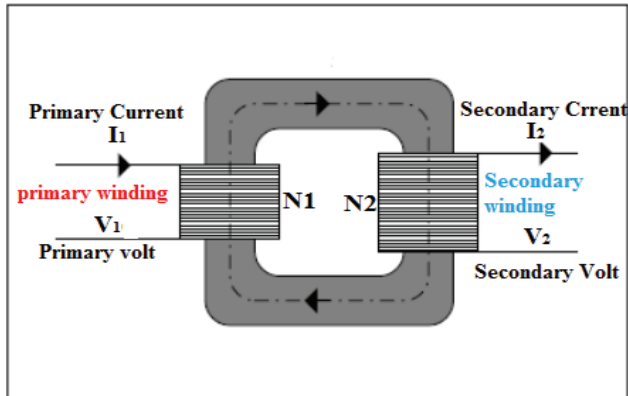 Primary Current
I1
primary winding
V1
Primary volt
N1
N2
Secondary Crrent
I2
Secondary
winding
V2
Secondary Volt